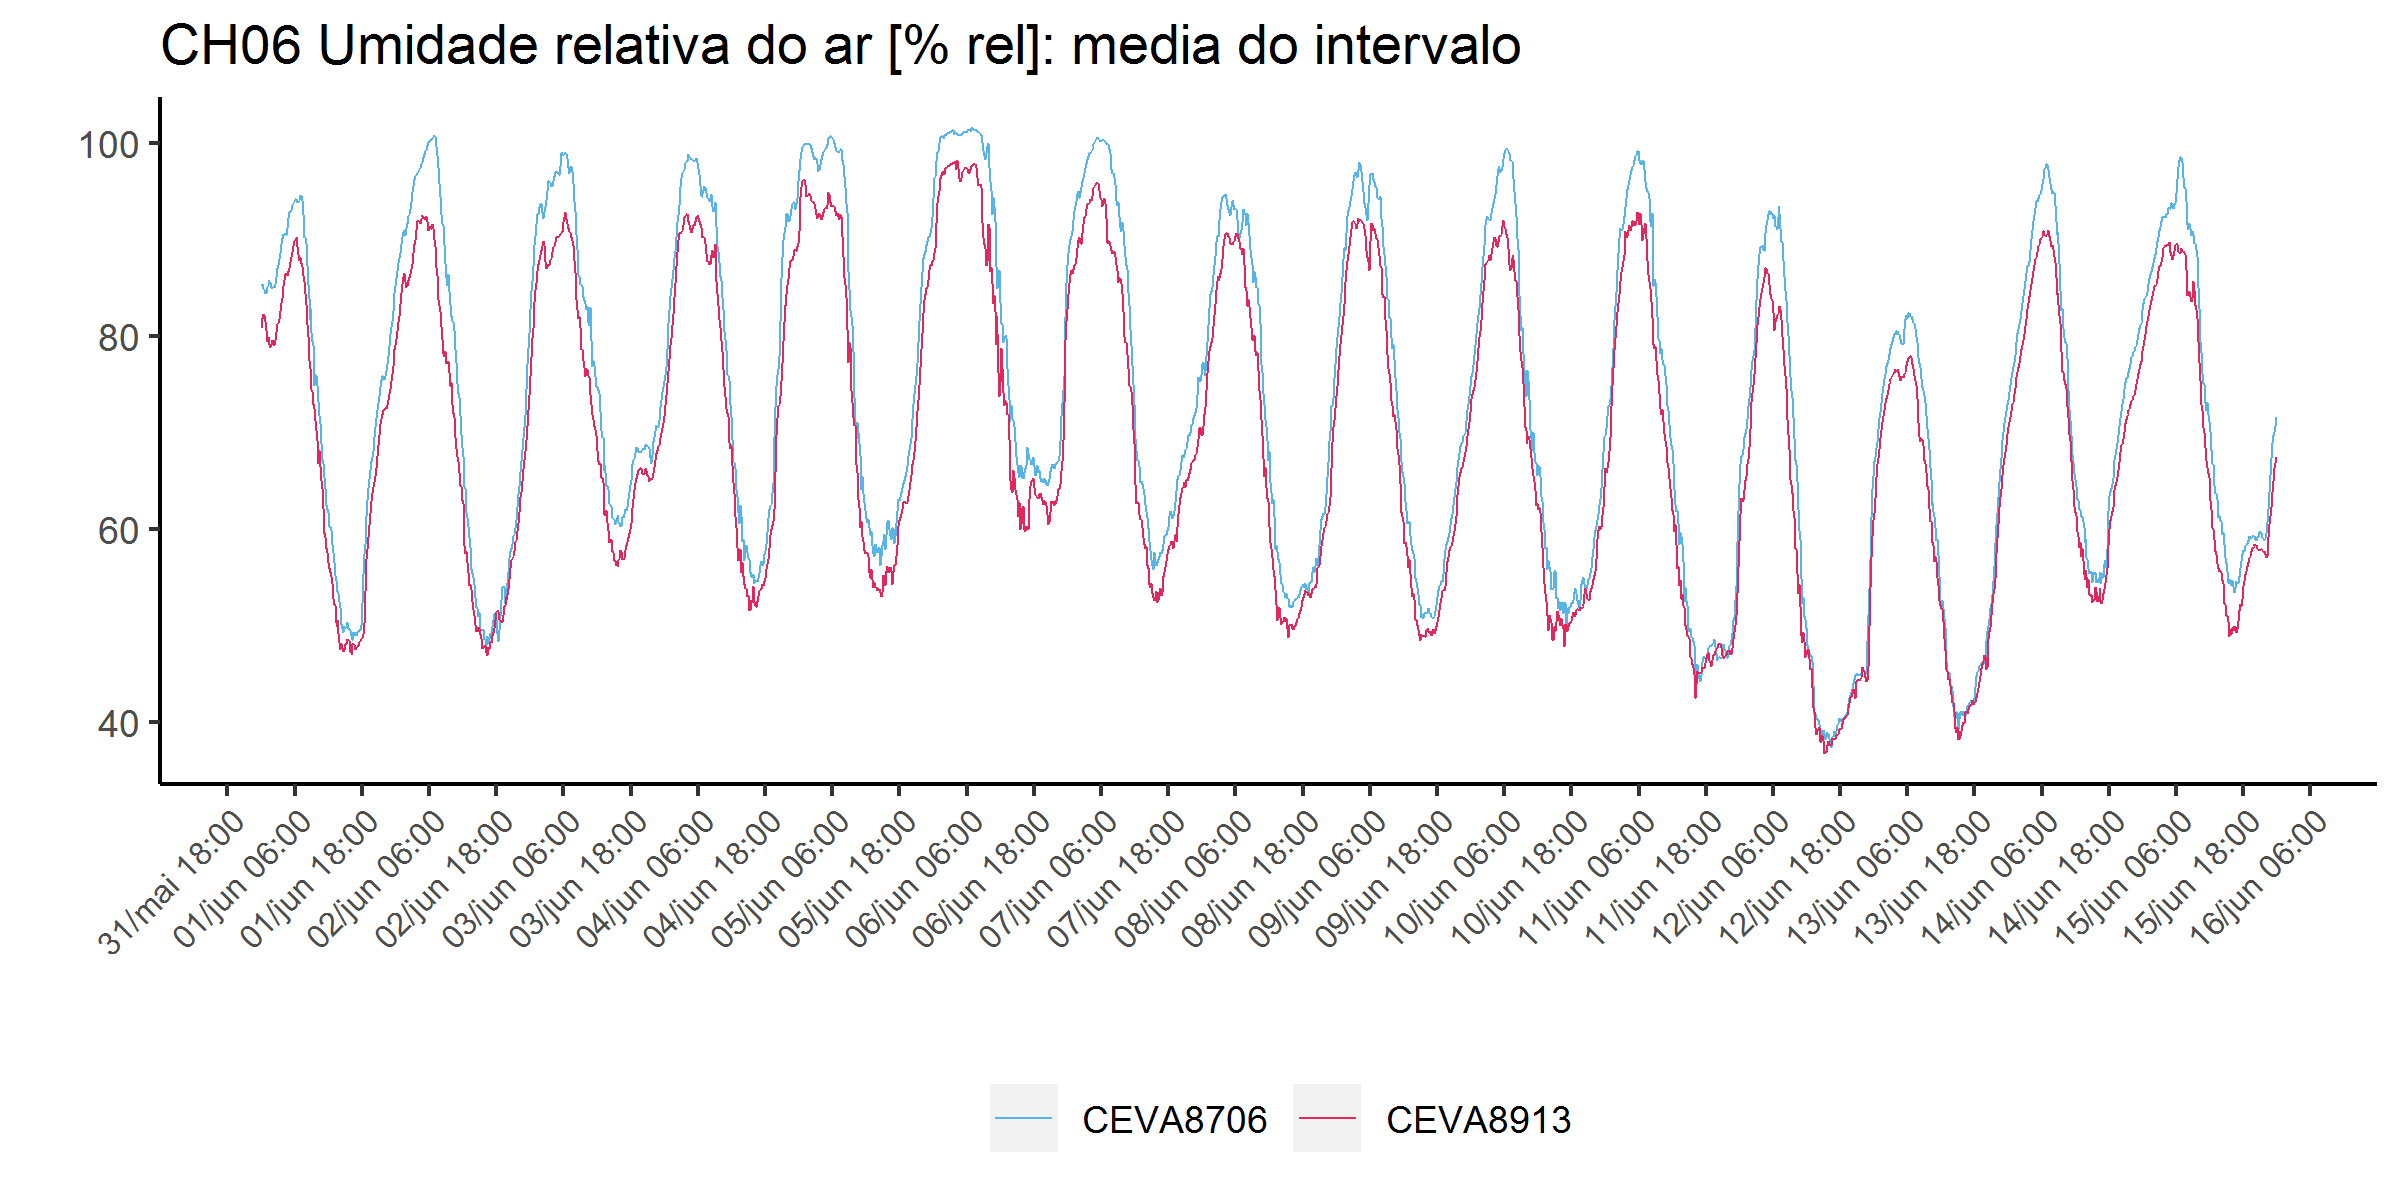 CH06 Umidade relativa do ar [% rel]: media do intervalo
100
80
60
40
31/mai 18:00
01/jun 06:00
01/jun 18:00
02/jun 06:00
02/jun 18:00
03/jun 06:00
03/jun 18:00
04/jun 06:00
04/jun 18:00
05/jun 06:00
05/jun 18:00
06/jun 06:00
06/jun 18:00
07/jun 06:00
07/jun 18:00
08/jun 06:00
08/jun 18:00
09/jun 06:00
09/jun 18:00
10/jun 06:00
10/jun 18:00
11/jun 06:00
11/jun 18:00
12/jun 06:00
12/jun 18:00
13/jun 06:00
13/jun 18:00
14/jun 06:00
14/jun 18:00
15/jun 06:00
15/jun 18:00
16/jun 06:00
CEVA8706
CEVA8913